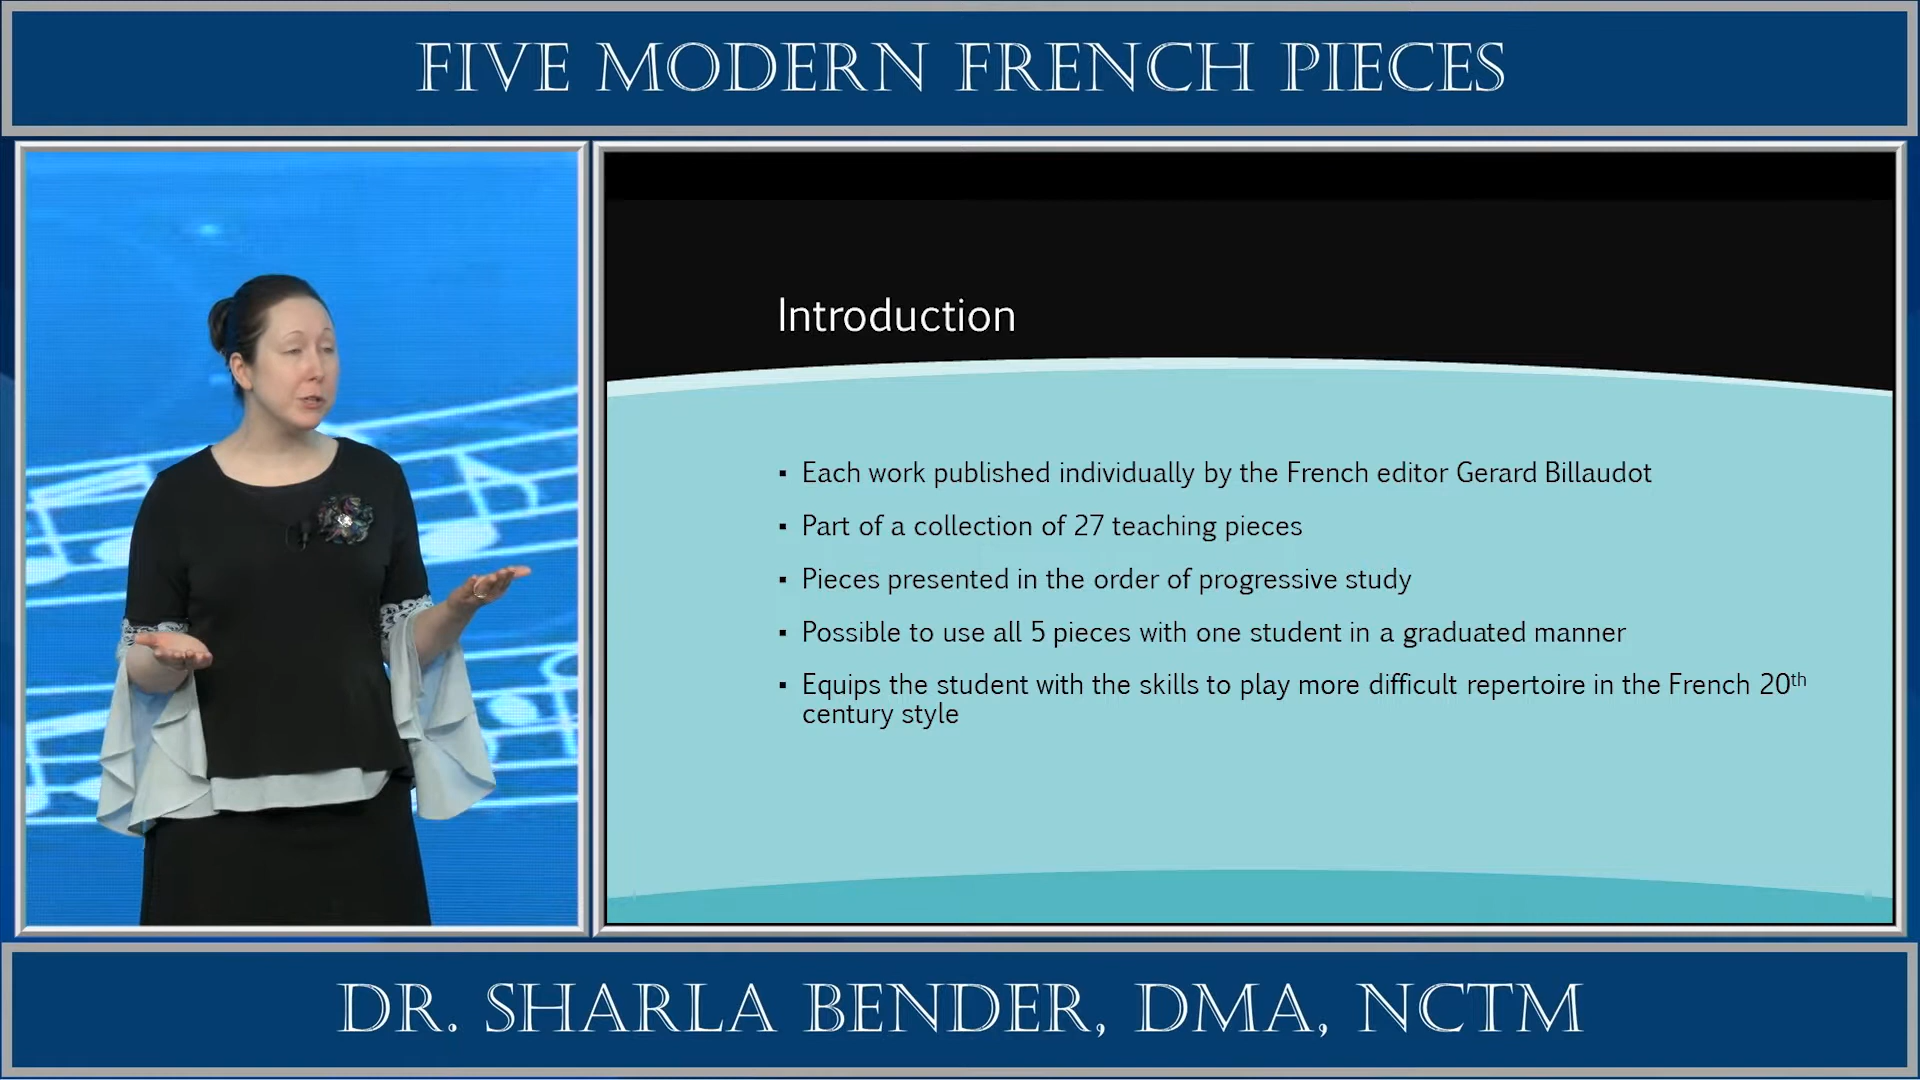 FIVE MODERN FRENCH PIECES
Introduction
▪ Each work published individually by the French editor Gerard Billaudot
▪ Part of a collection of 27 teaching pieces
▪ Pieces presented in the order of progressive study
▪ Possible to use all 5 pieces with one student in a graduated manner
▪ Equips the student with the skills to play more difficult repertoire in the French 20th
century style
DR. SHARLA BENDER, DMA, NCTM